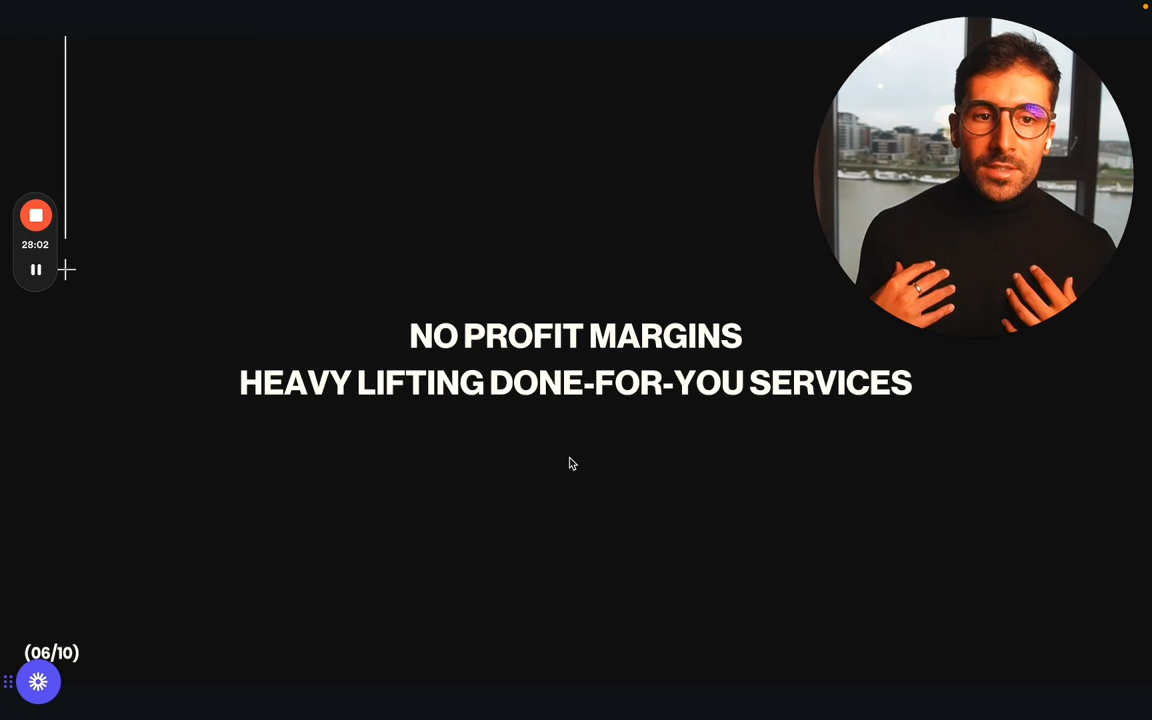 28:02
NO PROFIT MARGINS
HEAVY LIFTING DONE-FOR-YOU SERVICES
(06/10)